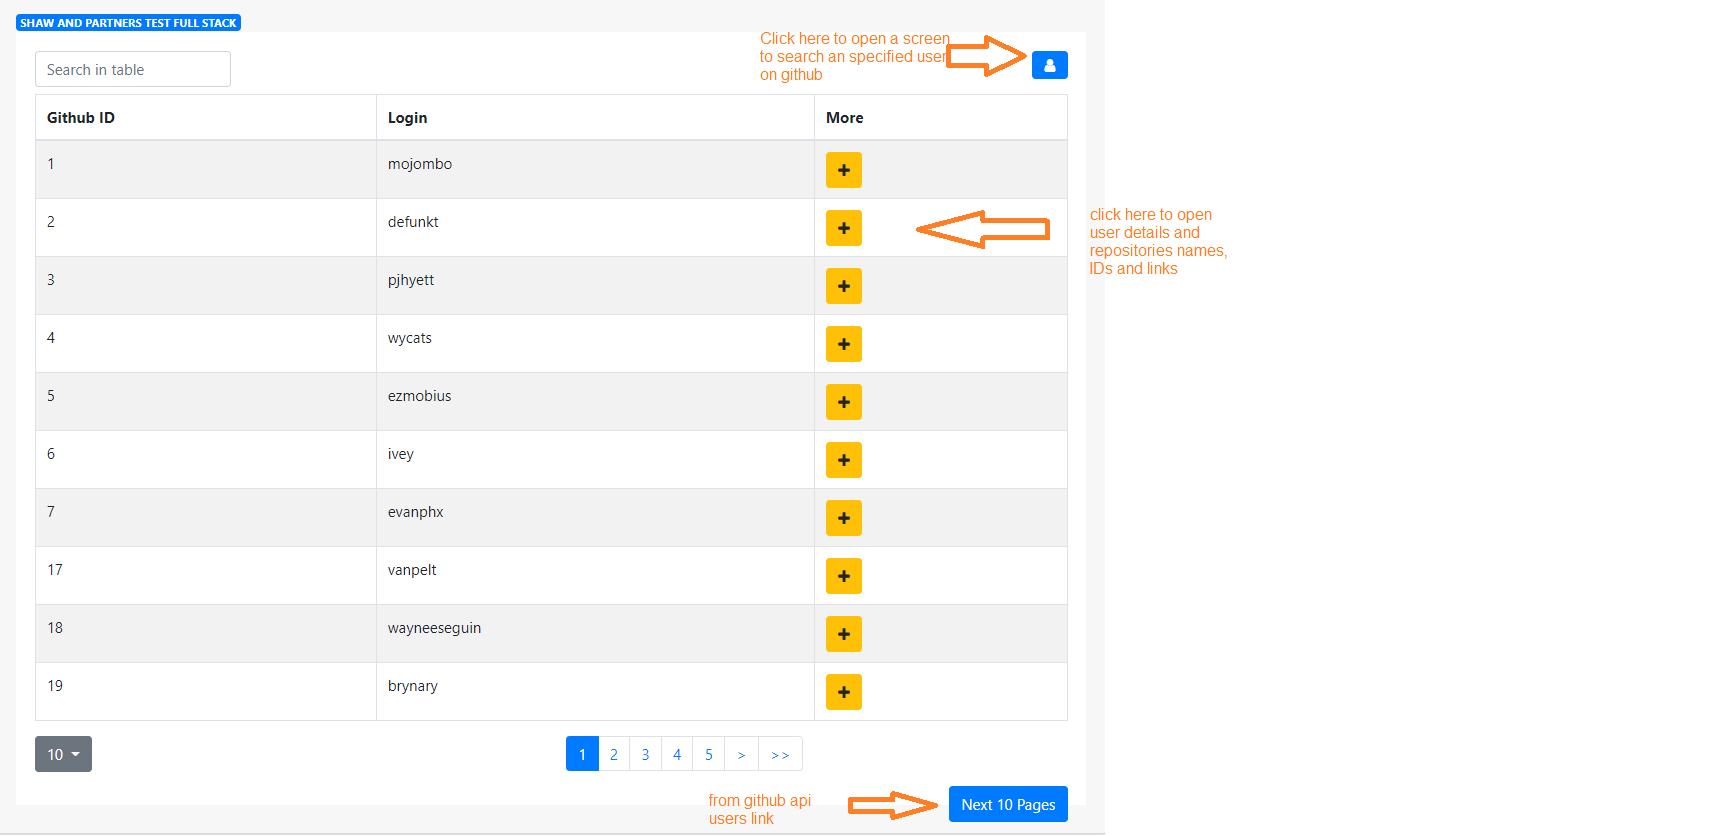 SHAW AND PARTNERS TEST FULL STACK
Click here to open a screen
to search an specified user
on github
Search in table
Github ID Login More
1 mojombo +
2 defunkt +
click here to open
user details and
repositories names,
IDs and links
3 pjhyett +
4 wycats +
5 ezmobius +
6 ivey +
7 evanphx +
17 vanpelt +
18 wayneeseguin +
19 brynary +
10
1 2 3 4 5 > >>
from github api
users link
Next 10 Pages